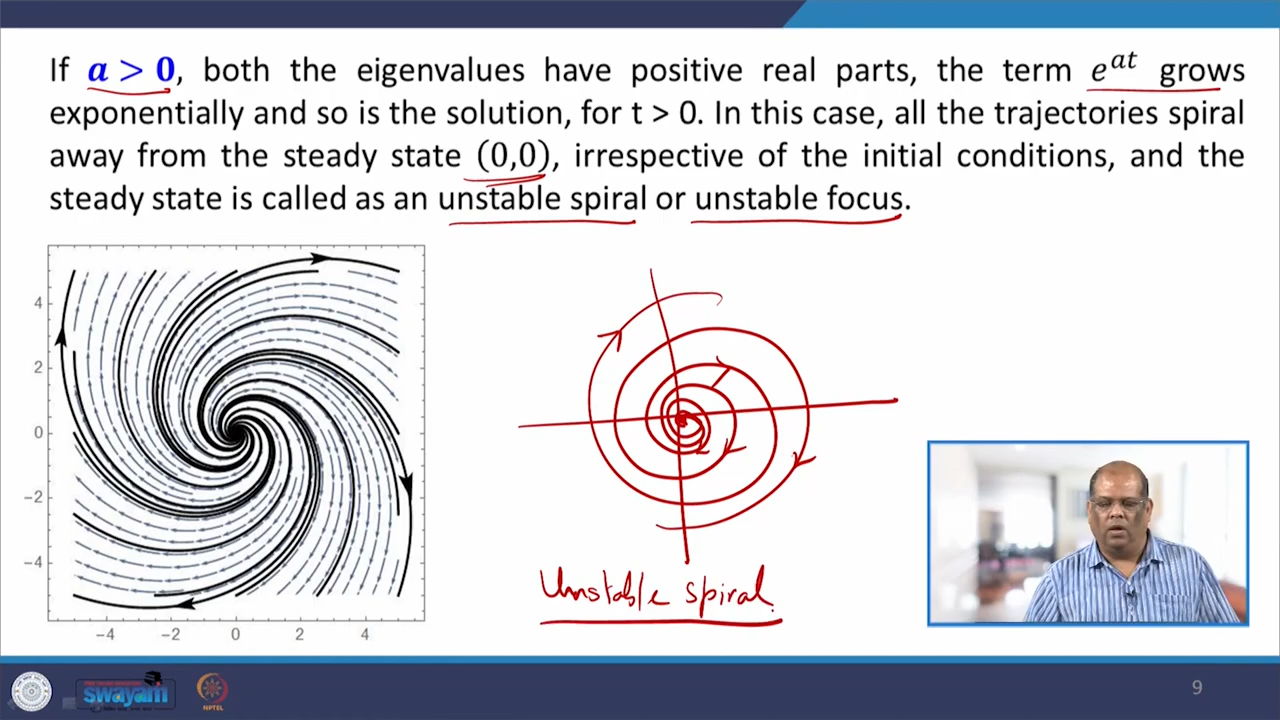 If a > 0, both the eigenvalues have positive real parts, the term e^{at} grows
exponentially and so is the solution, for t > 0. In this case, all the trajectories spiral
away from the steady state (0,0), irrespective of the initial conditions, and the
steady state is called as an unstable spiral or unstable focus.
4
2
0
−2
−4
−4 −2 0 2 4
Unstable spiral.
swayam
NPTEL
9